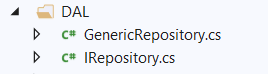 DAL
C# GenericRepository.cs
C# IRepository.cs